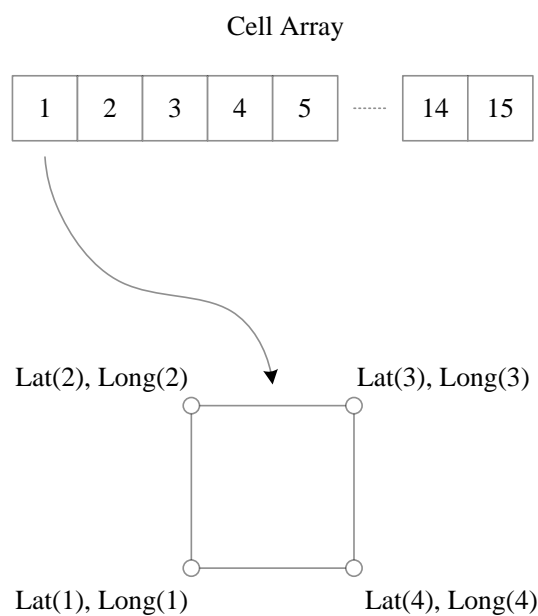 Cell Array
1 2 3 4 5 14 15
Lat(2), Long(2) Lat(3), Long(3)
Lat(1), Long(1) Lat(4), Long(4)